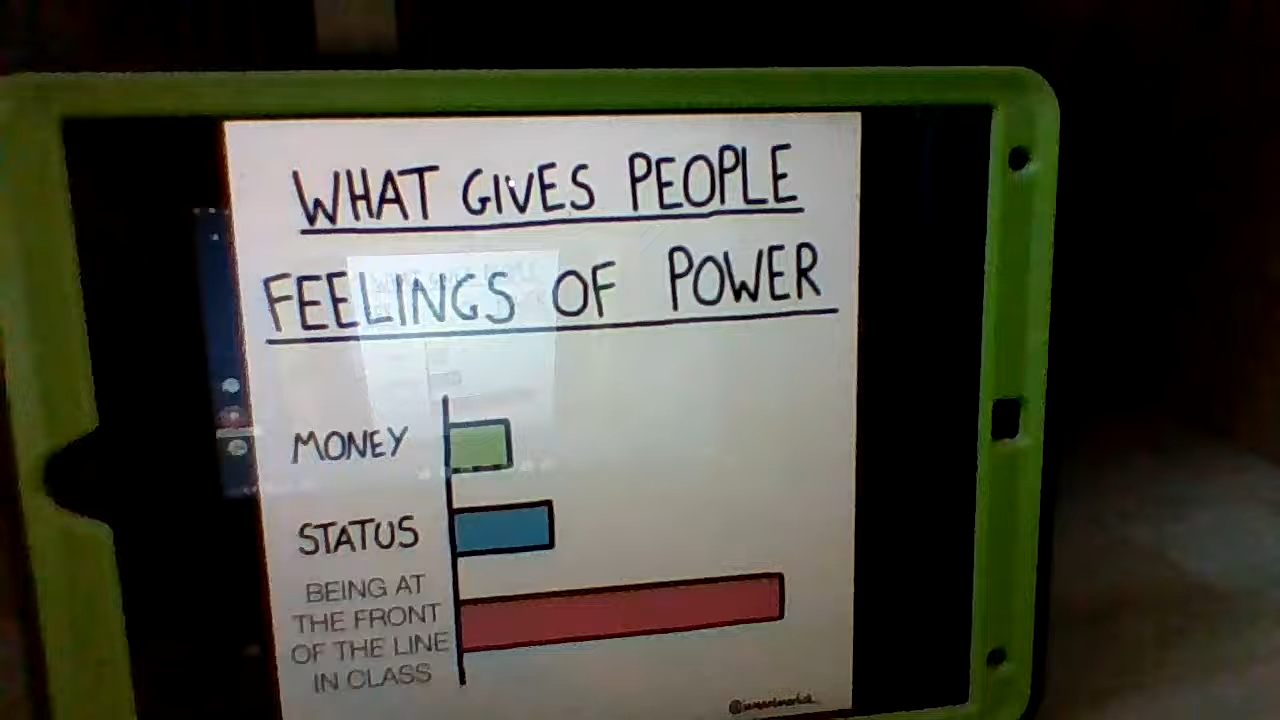 WHAT GIVES PEOPLE
FEELINGS OF POWER
MONEY
STATUS
BEING AT
THE FRONT
OF THE LINE
IN CLASS